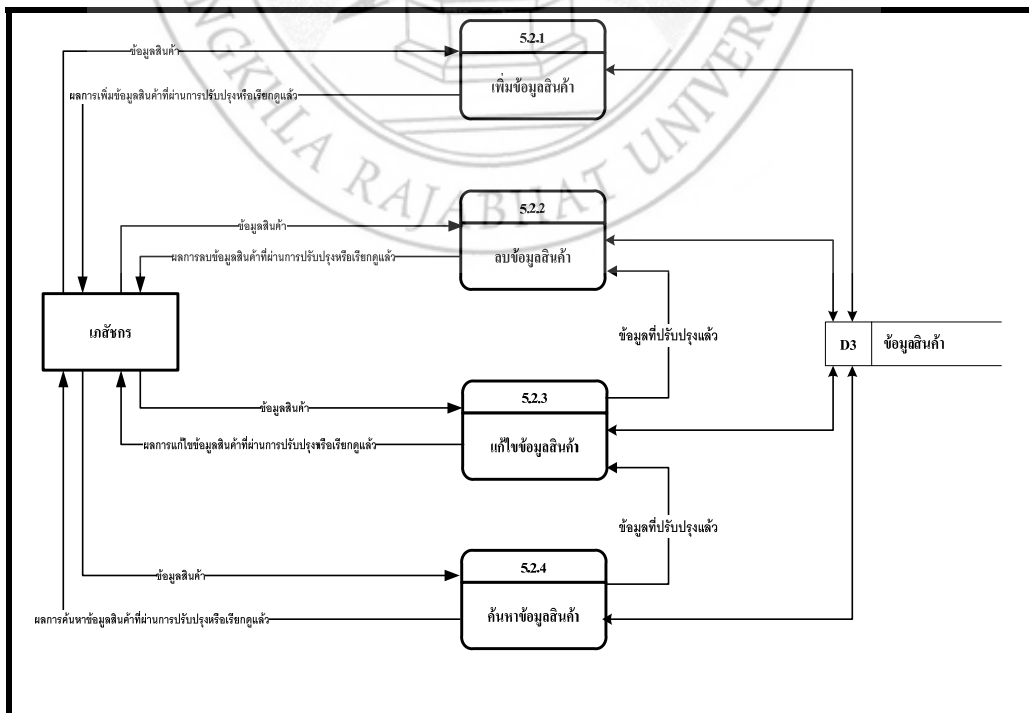 5.2.1
ข้อมูลสินค้า
เพิ่มข้อมูลสินค้า
ผลการเพิ่มข้อมูลสินค้าที่ผ่านการปรับปรุงหรือเรียกดูแล้ว
NGKHLA RAJABHAT UNIVER
5.2.2
ข้อมูลสินค้า
ลบข้อมูลสินค้า
ผลการลบข้อมูลสินค้าที่ผ่านการปรับปรุงหรือเรียกดูแล้ว
เภสัชกร
ข้อมูลที่ปรับปรุงแล้ว
D3 ข้อมูลสินค้า
5.2.3
ข้อมูลสินค้า
แก้ไขข้อมูลสินค้า
ผลการแก้ไขข้อมูลสินค้าที่ผ่านการปรับปรุงหรือเรียกดูแล้ว
ข้อมูลที่ปรับปรุงแล้ว
5.2.4
ข้อมูลสินค้า
ค้นหาข้อมูลสินค้า
ผลการค้นหาข้อมูลสินค้าที่ผ่านการปรับปรุงหรือเรียกดูแล้ว